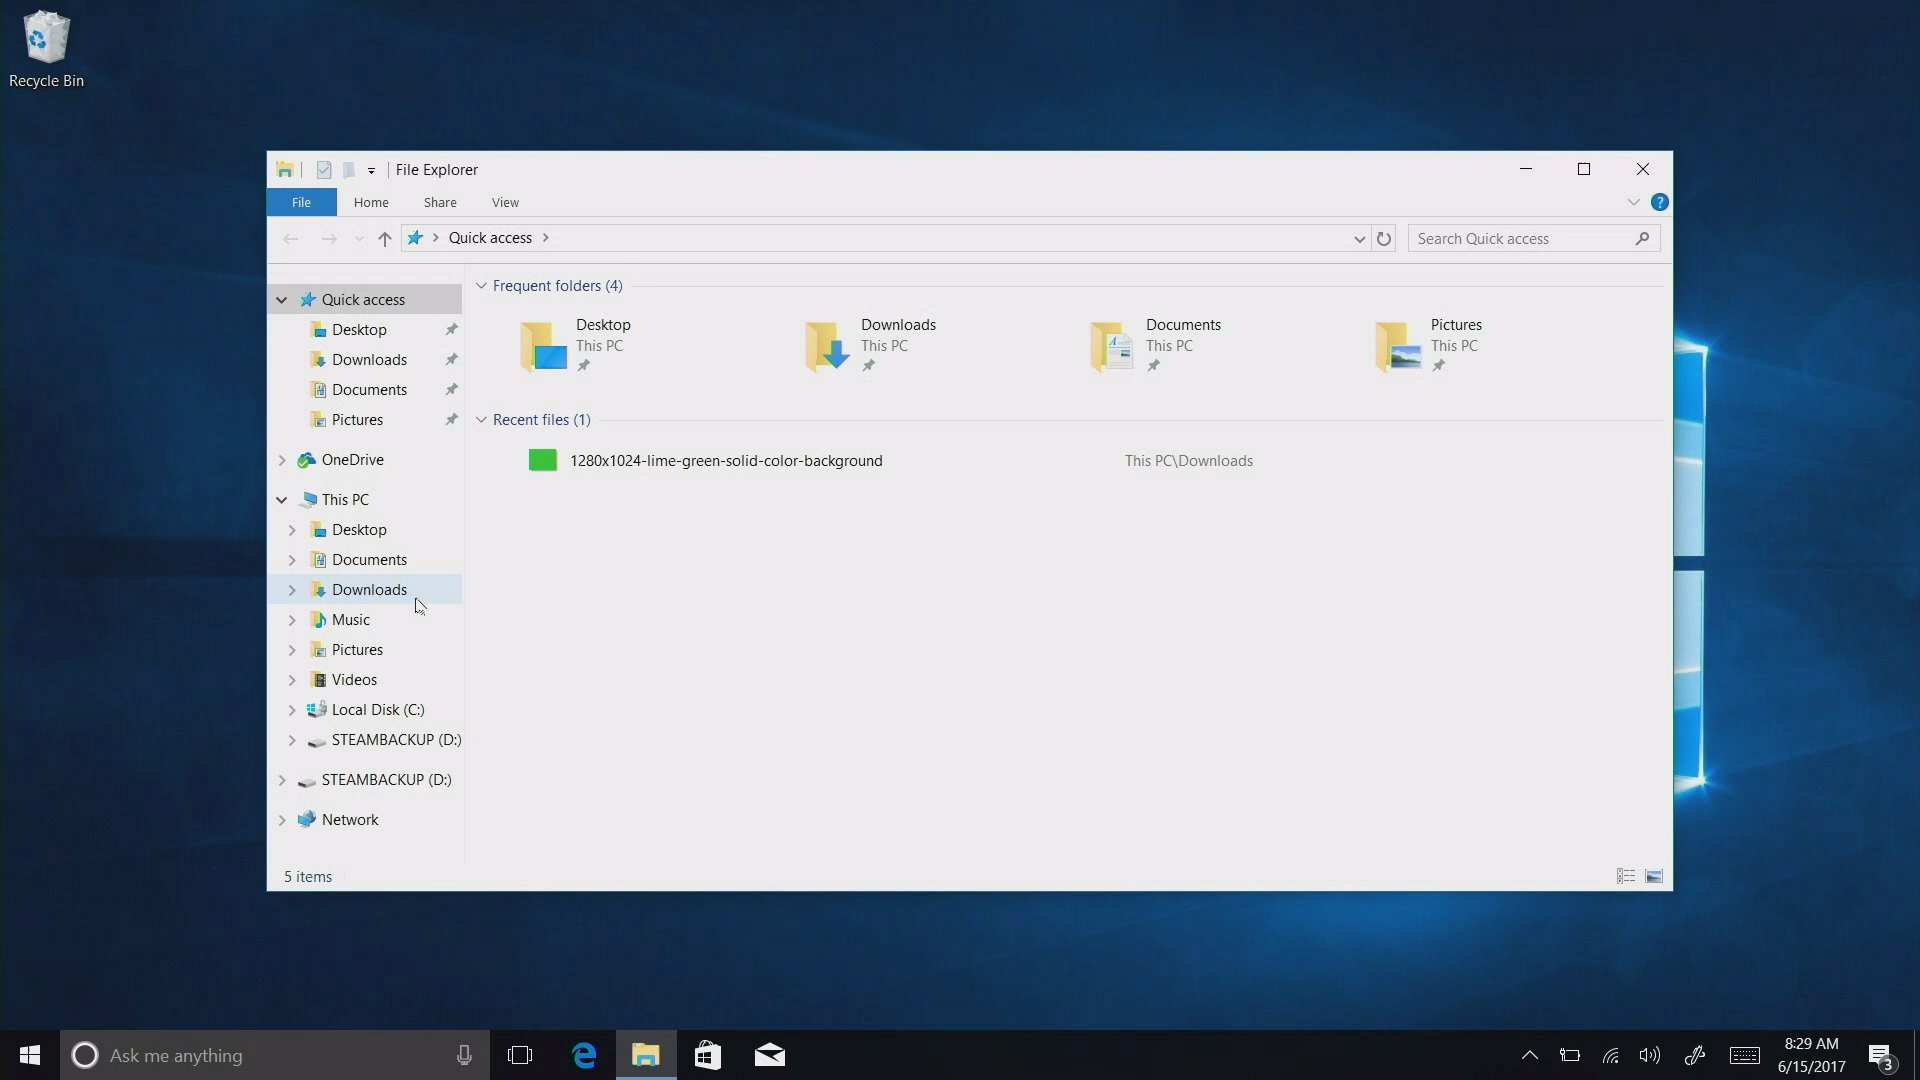 Recycle Bin
File Explorer
File Home Share View
?
Quick access
Search Quick access
Quick access
Desktop
Downloads
Documents
Pictures
OneDrive
This PC
Desktop
Documents
Downloads
Music
Pictures
Videos
Local Disk (C:)
STEAMBACKUP (D:)
STEAMBACKUP (D:)
Network
Frequent folders (4)
Desktop
This PC
Downloads
This PC
Documents
This PC
Pictures
This PC
Recent files (1)
1280x1024-lime-green-solid-color-background This PC\Downloads
5 items
Ask me anything
8:29 AM
6/15/2017
3